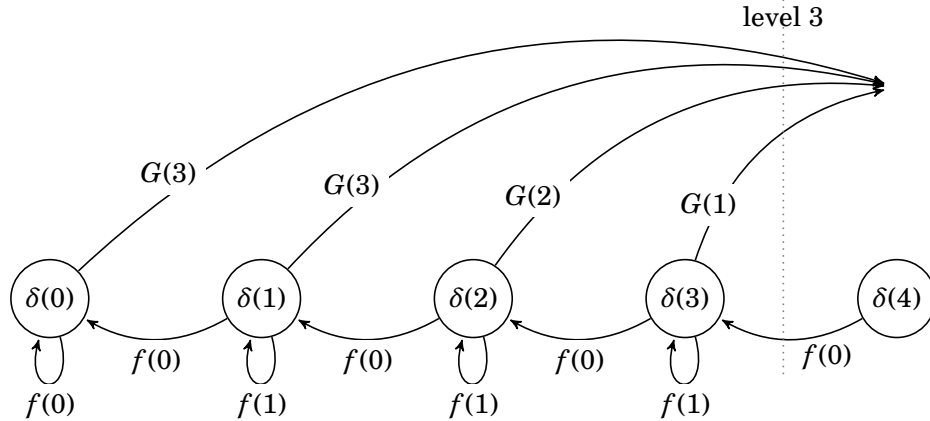 level 3
G(3)
G(3)
G(2)
G(1)
δ(0)
δ(1)
δ(2)
δ(3)
δ(4)
f(0)
f(0)
f(0)
f(0)
f(0)
f(1)
f(1)
f(1)